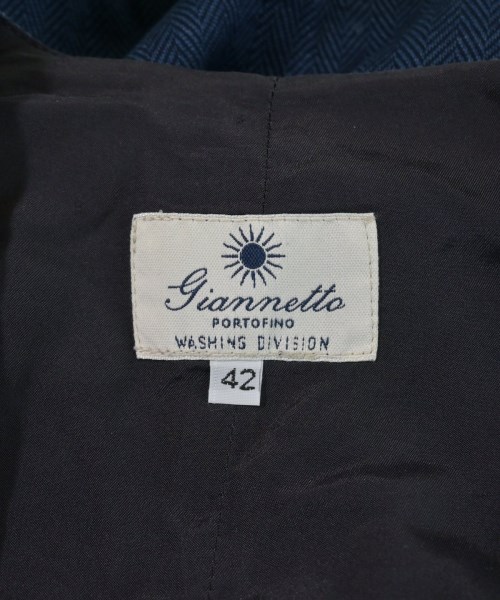 Giannetto
PORTOFINO
WASHING DIVISION
42